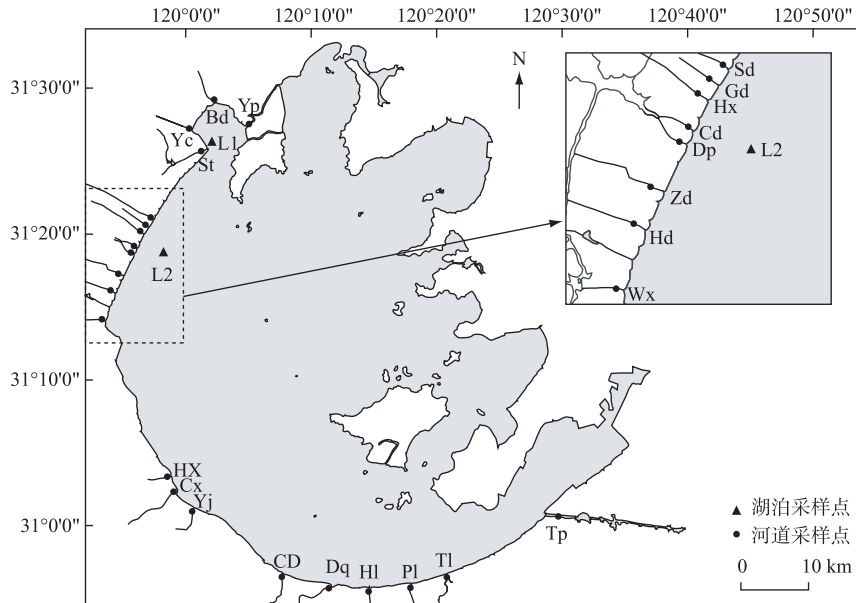 120°0'0"
120°10'0"
120°20'0"
120°30'0"
120°40'0"
120°50'0"
31°30'0"
31°20'0"
31°10'0"
31°0'0"
N
Bd
Yp
Yc
L1
St
L2
Sd
Gd
Hx
Cd
Dp
L2
Zd
Hd
Wx
HX
Cx
Yj
CD
Dq
Hl
Pl
Tl
Tp
▲ 湖泊采样点
● 河道采样点
0 10 km